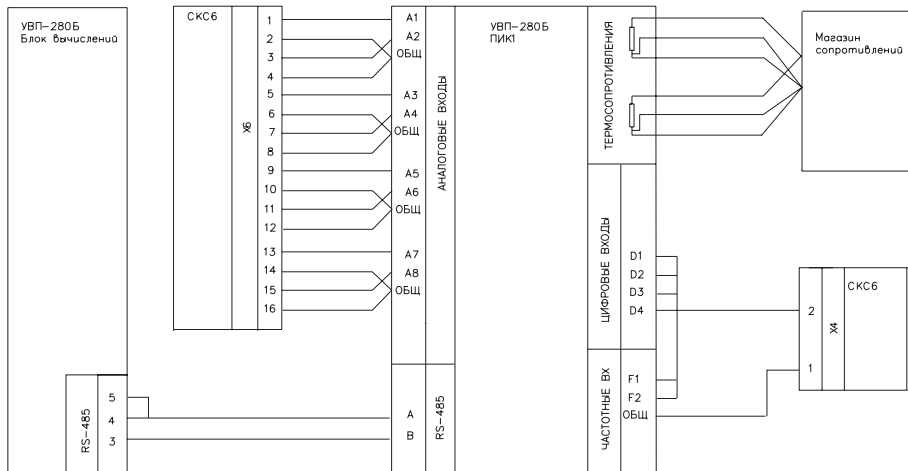 УВП-280Б
Блок вычислений
RS-485
5
4
3
СКС6
X6
1
2
3
4
5
6
7
8
9
10
11
12
13
14
15
16
A1
A2
ОБЩ
A3
A4
ОБЩ
A5
A6
ОБЩ
A7
A8
ОБЩ
АНАЛОГОВЫЕ ВХОДЫ
A
B
RS-485
УВП-280Б
ПИК1
ТЕРМОСОПРОТИВЛЕНИЯ
ЦИФРОВЫЕ ВХОДЫ
D1
D2
D3
D4
ЧАСТОТНЫЕ ВХ
F1
F2
ОБЩ
Магазин
сопротивлений
2
1
X4
СКС6